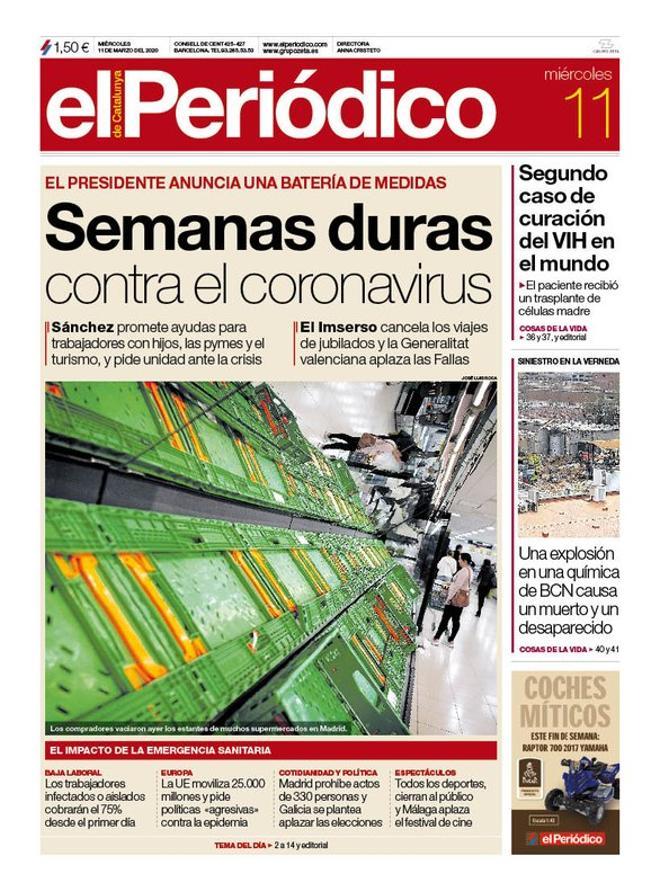 1,50 €
MIÉRCOLES
11 DE MARZO DEL 2020
CONSELL DE CENT 425-427
BARCELONA. TEL 93.265.53.53
www.elperiodico.com
www.grupozeta.es
DIRECTORA
ANNA CRISTETO
GRUPO ZETA
el Periódico
de Catalunya
miércoles
11
EL PRESIDENTE ANUNCIA UNA BATERÍA DE MEDIDAS
Semanas duras
contra el coronavirus
Sánchez promete ayudas para
trabajadores con hijos, las pymes y el
turismo, y pide unidad ante la crisis
El Imserso cancela los viajes
de jubilados y la Generalitat
valenciana aplaza las Fallas
JOSÉ LUIS ROCA
Los compradores vaciaron ayer los estantes de muchos supermercados en Madrid.
EL IMPACTO DE LA EMERGENCIA SANITARIA
BAJA LABORAL
Los trabajadores
infectados o aislados
cobrarán el 75%
desde el primer día
EUROPA
La UE moviliza 25.000
millones y pide
políticas «agresivas»
contra la epidemia
COTIDIANIDAD Y POLÍTICA
Madrid prohíbe actos
de 330 personas y
Galicia se plantea
aplazar las elecciones
ESPECTÁCULOS
Todos los deportes,
cierran al público
y Málaga aplaza
el festival de cine
TEMA DEL DÍA ► 2 a 14 y editorial
Segundo
caso de
curación
del VIH en
el mundo
►El paciente recibió
un trasplante de
células madre
COSAS DE LA VIDA
► 36 y 37, y editorial
SINIESTRO EN LA VERNEDA
Una explosión
en una química
de BCN causa
un muerto y un
desaparecido
COSAS DE LA VIDA ► 40 y 41
COCHES
MÍTICOS
ESTE FIN DE SEMANA:
RAPTOR 700 2017 YAMAHA
DAKAR
PRODUCTO OFICIAL
Escala 1:43
el Periódico